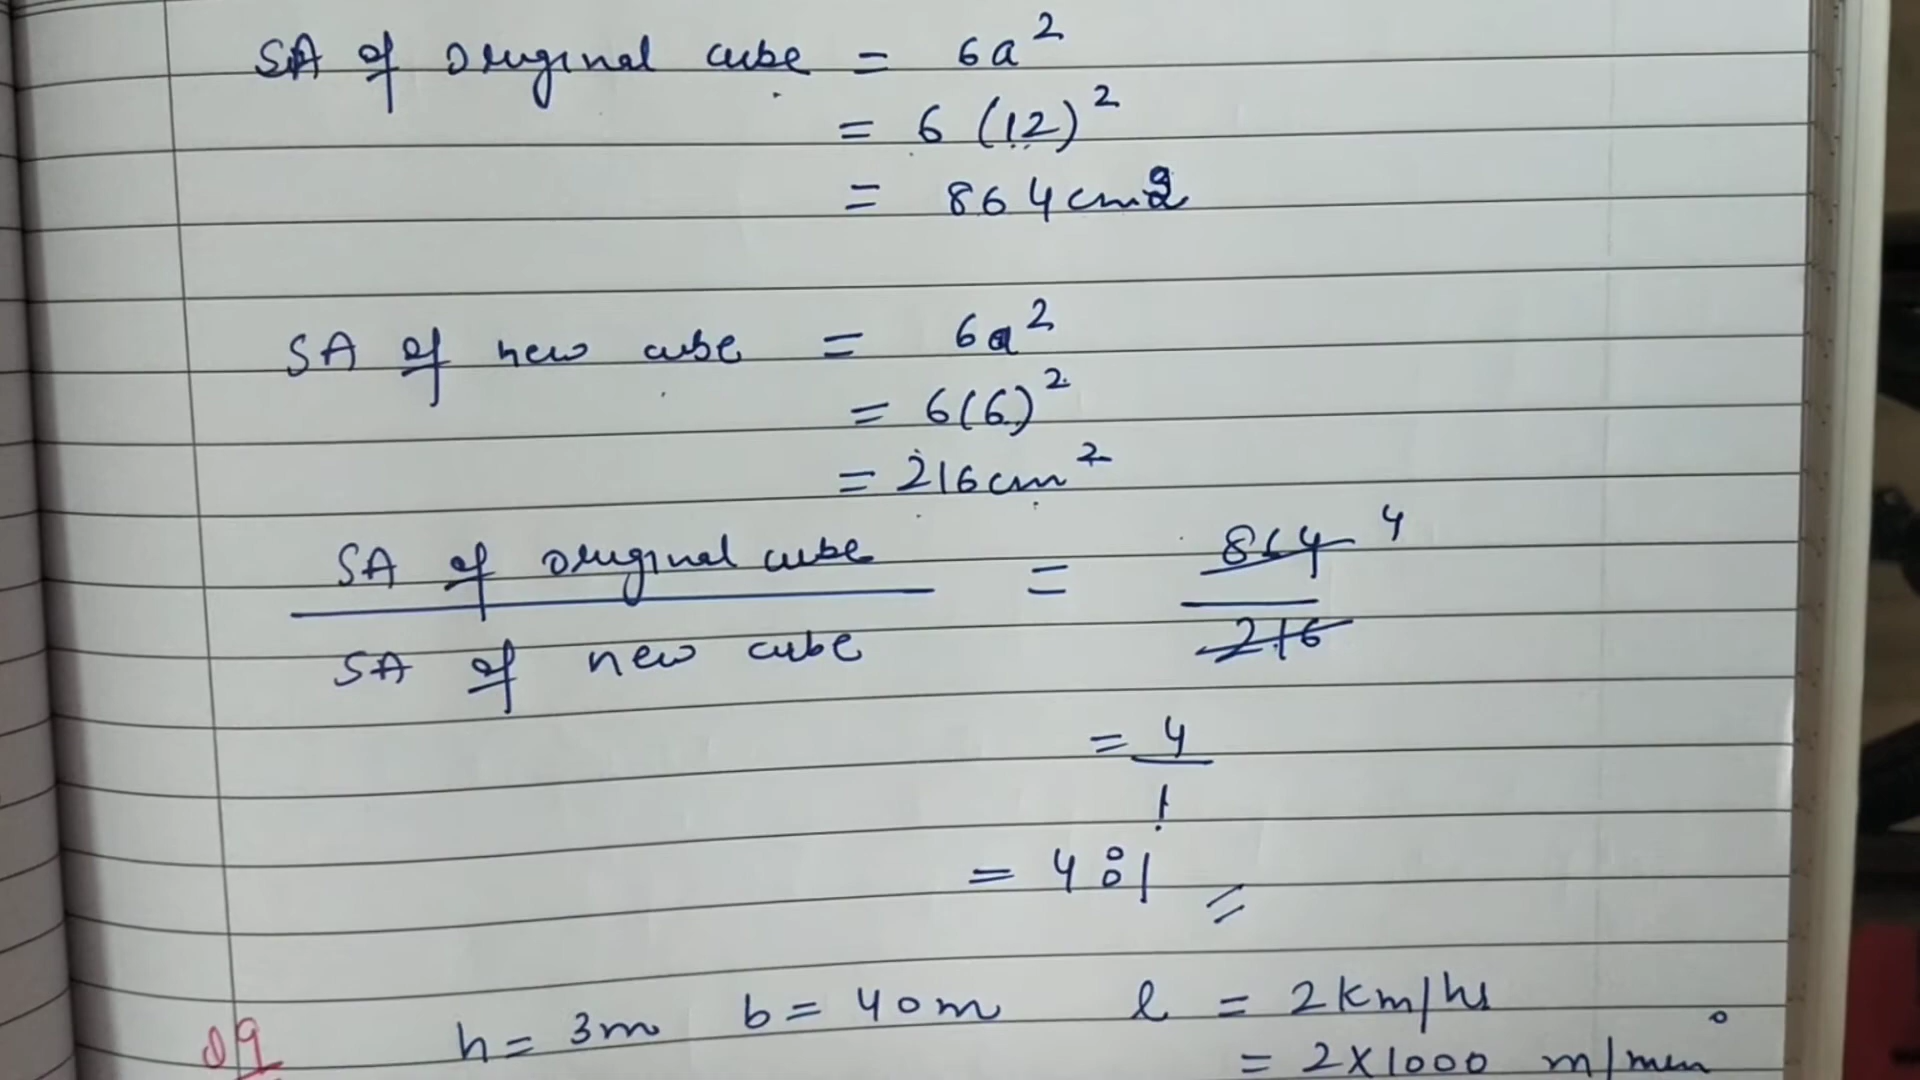 SA of original cube = 6a²
= 6 (12)²
= 864 cm2
SA of new cube = 6a²
= 6(6)²
= 216 cm²
SA of original cube = 864 4
SA of new cube 216
= 4
1
= 4:1
Q9 h = 3m b = 40m l = 2km/hr
= 2X1000 m/min